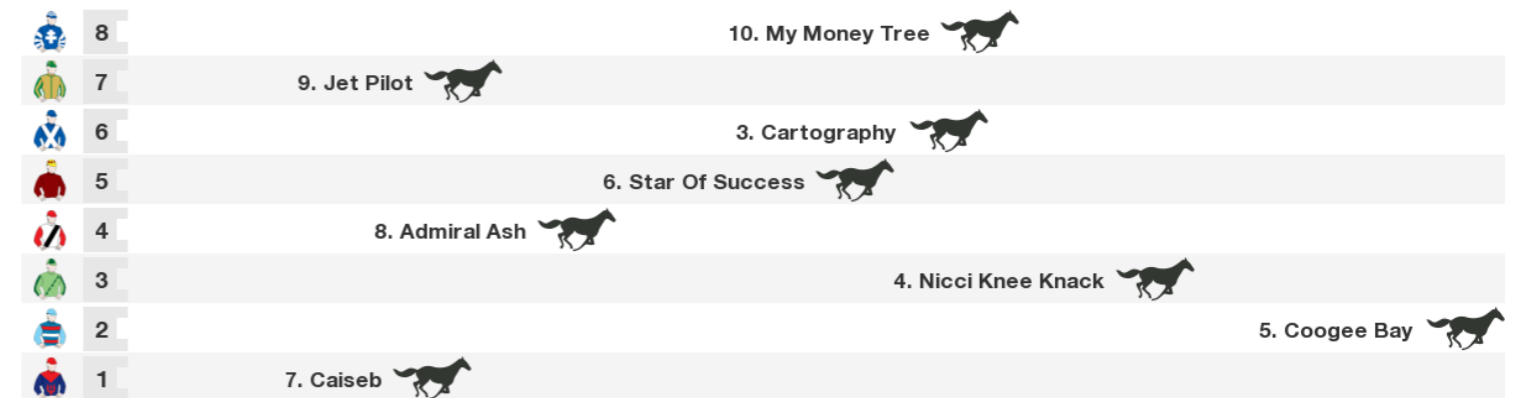 8 10. My Money Tree
7 9. Jet Pilot
6 3. Cartography
5 6. Star Of Success
4 8. Admiral Ash
3 4. Nicci Knee Knack
2 5. Coogee Bay
1 7. Caiseb